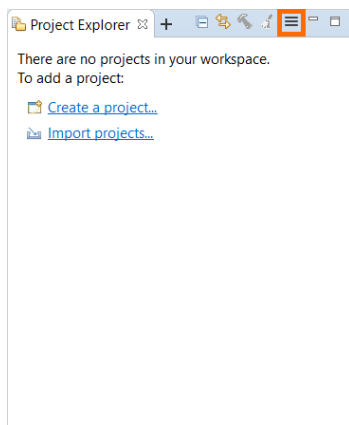 Project Explorer
There are no projects in your workspace.
To add a project:
Create a project...
Import projects...